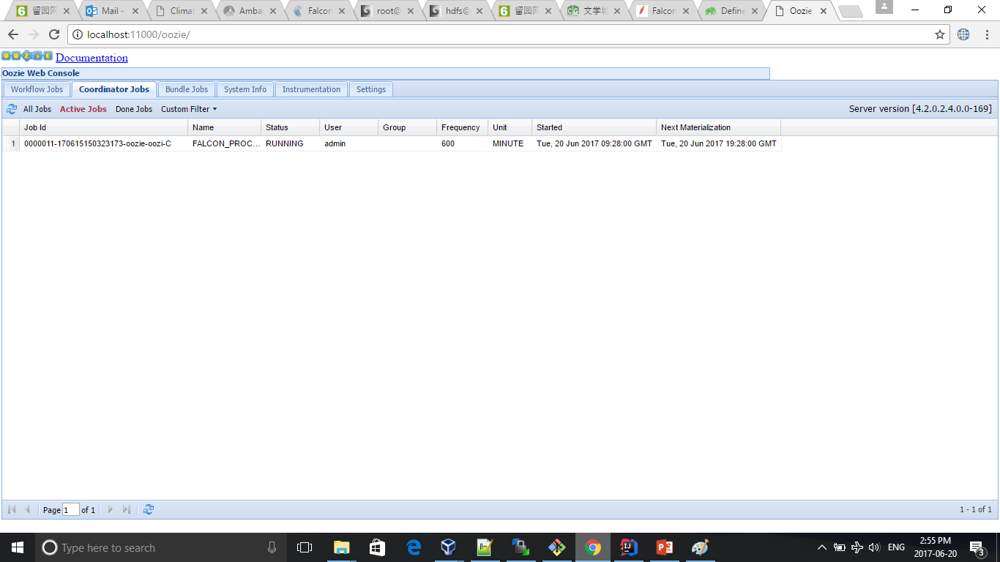 留园网 Mail - Climat Amba Falcon root@ hdfs@ 留园网 文学城 Falcon Define Oozie
localhost:11000/oozie/
OOZIE Documentation
Oozie Web Console
Workflow Jobs Coordinator Jobs Bundle Jobs System Info Instrumentation Settings
All Jobs Active Jobs Done Jobs Custom Filter Server version [4.2.0.2.4.0.0-169]
Job Id Name Status User Group Frequency Unit Started Next Materialization
1 0000011-170615150323173-oozie-oozi-C FALCON_PROC... RUNNING admin 600 MINUTE Tue, 20 Jun 2017 09:28:00 GMT Tue, 20 Jun 2017 19:28:00 GMT
Page 1 of 1 1 - 1 of 1
Type here to search
ENG
2:55 PM
2017-06-20
3